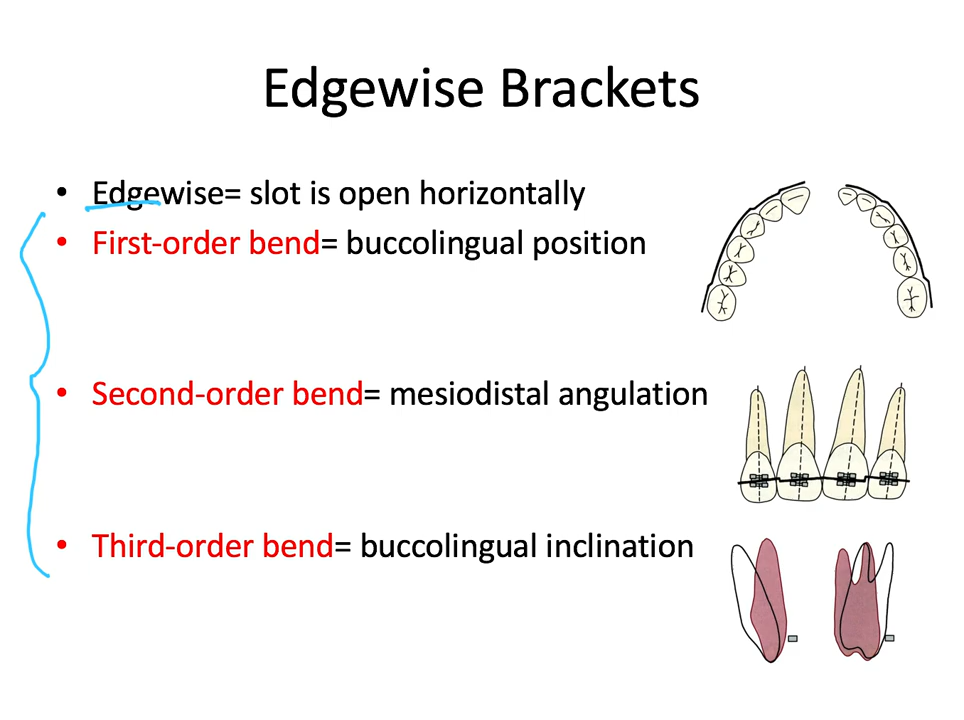 Edgewise Brackets
• Edgewise= slot is open horizontally
• First-order bend= buccolingual position
• Second-order bend= mesiodistal angulation
• Third-order bend= buccolingual inclination